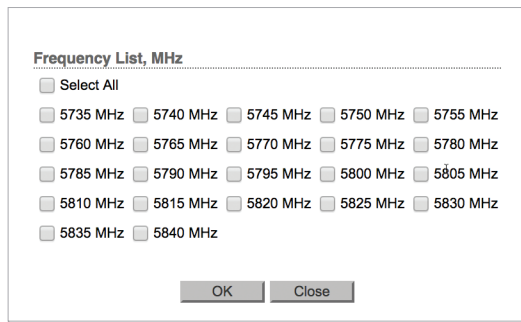 Frequency List, MHz
Select All
5735 MHz 5740 MHz 5745 MHz 5750 MHz 5755 MHz
5760 MHz 5765 MHz 5770 MHz 5775 MHz 5780 MHz
5785 MHz 5790 MHz 5795 MHz 5800 MHz 5805 MHz
5810 MHz 5815 MHz 5820 MHz 5825 MHz 5830 MHz
5835 MHz 5840 MHz
OK Close